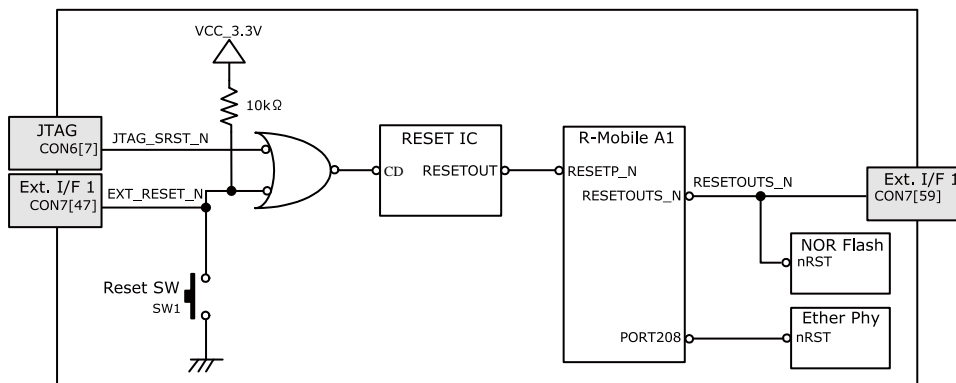 VCC_3.3V
10kΩ
JTAG
CON6[7]
JTAG_SRST_N
Ext. I/F 1
CON7[47]
EXT_RESET_N
Reset SW
SW1
RESET IC
CD
RESETOUT
R-Mobile A1
RESETP_N
RESETOUTS_N
PORT208
RESETOUTS_N
Ext. I/F 1
CON7[59]
NOR Flash
nRST
Ether Phy
nRST